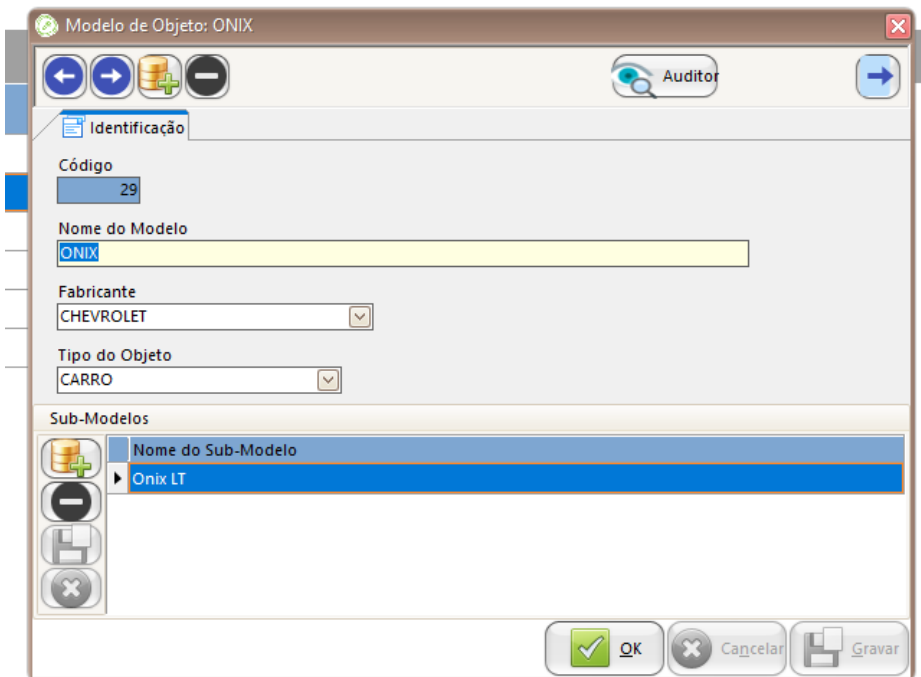 Modelo de Objeto: ONIX
Auditor
Identificação
Código
29
Nome do Modelo
ONIX
Fabricante
CHEVROLET
Tipo do Objeto
CARRO
Sub-Modelos
Nome do Sub-Modelo
Onix LT
OK Cancelar Gravar